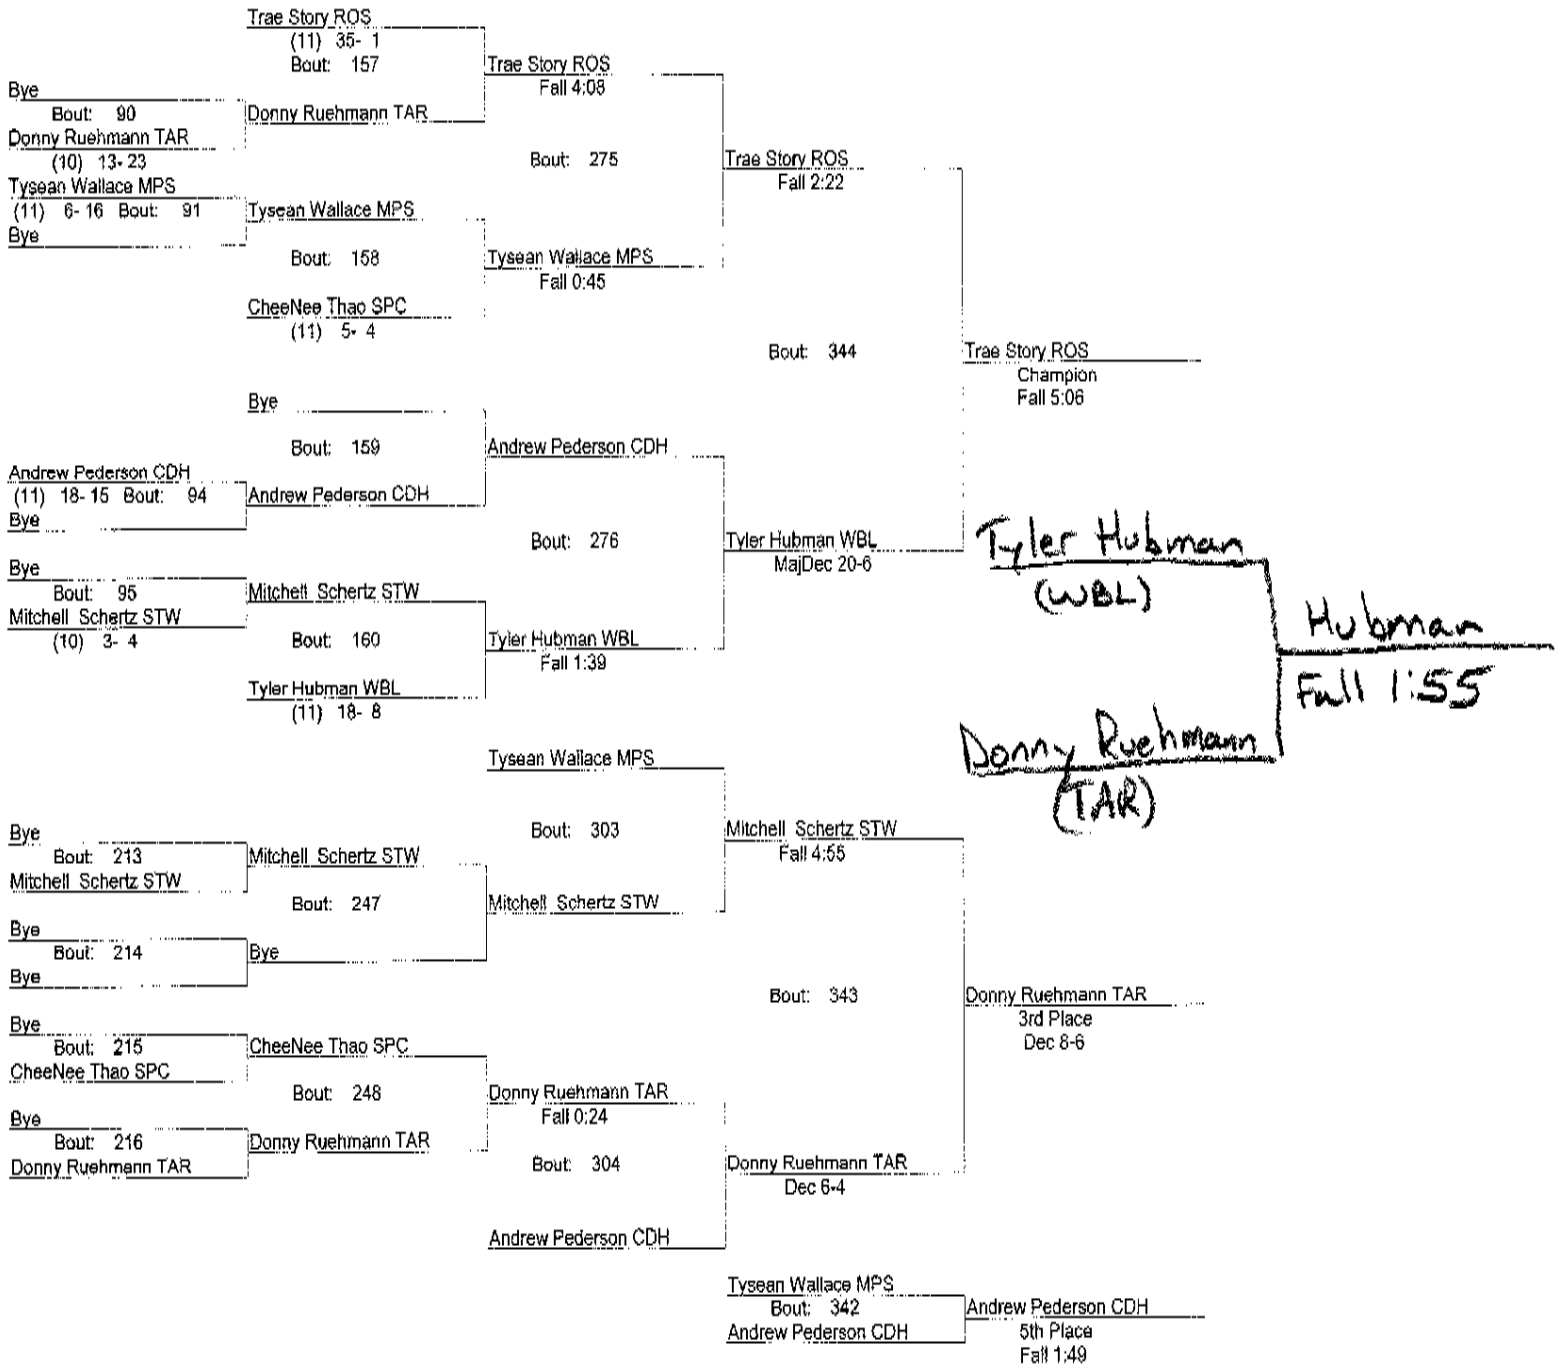 Trae Story ROS
(11) 35- 1
Bout: 157
Trae Story ROS
Fall 4:08
Bye
Bout: 90
Donny Ruehmann TAR
Donny Ruehmann TAR
(10) 13- 23
Bout: 275
Trae Story ROS
Fall 2:22
Tysean Wallace MPS
(11) 6- 16 Bout: 91
Bye
Tysean Wallace MPS
Bout: 158
Tysean Wallace MPS
Fall 0:45
CheeNee Thao SPC
(11) 5- 4
Bout: 344
Trae Story ROS
Champion
Fall 5:06
Bye
Bout: 159
Andrew Pederson CDH
Andrew Pederson CDH
(11) 18- 15 Bout: 94
Bye
Andrew Pederson CDH
Bout: 276
Tyler Hubman WBL
MajDec 20-6
Bye
Bout: 95
Mitchell Schertz STW
(10) 3- 4
Mitchell Schertz STW
Bout: 160
Tyler Hubman WBL
Fall 1:39
Tyler Hubman WBL
(11) 18- 8
Tyler Hubman
(WBL)
Hubman
Fall 1:55
Donny Ruehmann
(TAR)
Tysean Wallace MPS
Bout: 303
Mitchell Schertz STW
Fall 4:55
Bye
Bout: 213
Mitchell Schertz STW
Mitchell Schertz STW
Bout: 247
Mitchell Schertz STW
Bye
Bout: 214
Bye
Bye
Bout: 343
Donny Ruehmann TAR
3rd Place
Dec 8-6
Bye
Bout: 215
CheeNee Thao SPC
CheeNee Thao SPC
Bout: 248
Donny Ruehmann TAR
Fall 0:24
Bye
Bout: 216
Donny Ruehmann TAR
Donny Ruehmann TAR
Bout: 304
Donny Ruehmann TAR
Dec 6-4
Andrew Pederson CDH
Tysean Wallace MPS
Bout: 342
Andrew Pederson CDH
Andrew Pederson CDH
5th Place
Fall 1:49